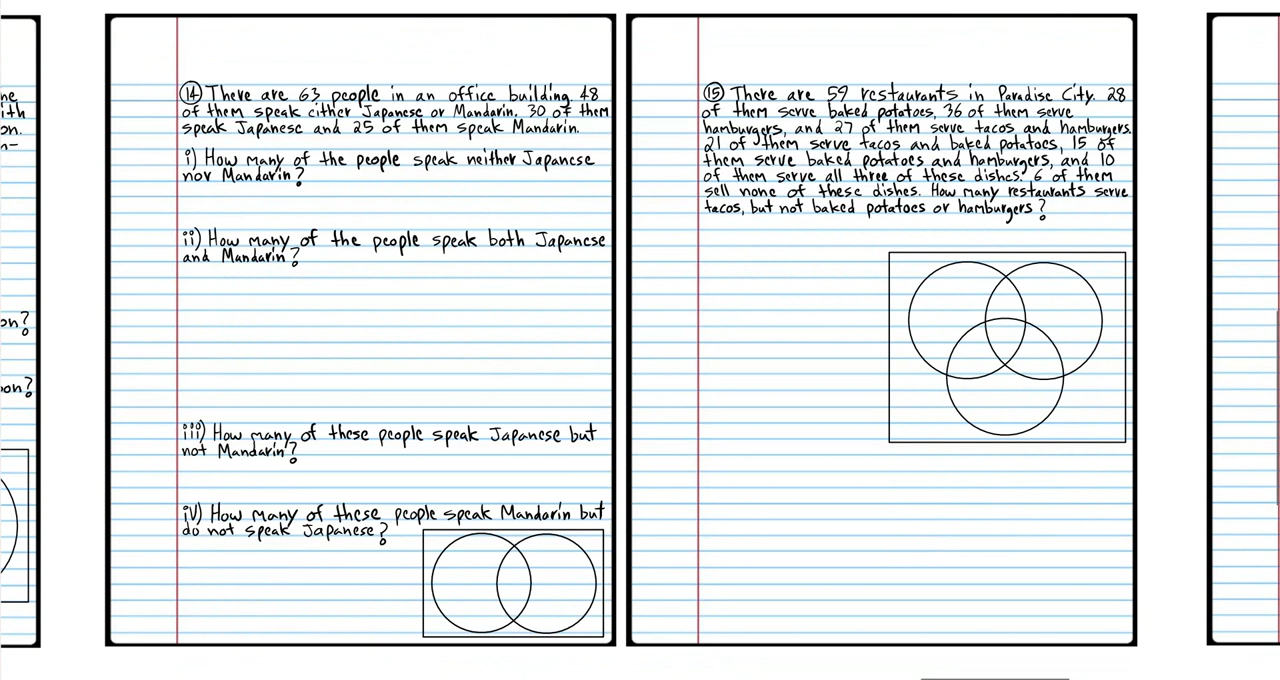 ne
ith
on.
n-
on?
on?
⑭ There are 63 people in an office building. 48
of them speak either Japanese or Mandarin. 30 of them
speak Japanese and 25 of them speak Mandarin.
i) How many of the people speak neither Japanese
nor Mandarin?
ii) How many of the people speak both Japanese
and Mandarin?
iii) How many of these people speak Japanese but
not Mandarin?
iv) How many of these people speak Mandarin but
do not speak Japanese?
⑮ There are 59 restaurants in Paradise City. 28
of them serve baked potatoes, 36 of them serve
hamburgers, and 27 of them serve tacos and hamburgers.
21 of them serve tacos and baked potatoes, 15 of
them serve baked potatoes and hamburgers, and 10
of them serve all three of these dishes. 6 of them
sell none of these dishes. How many restaurants serve
tacos, but not baked potatoes or hamburgers?